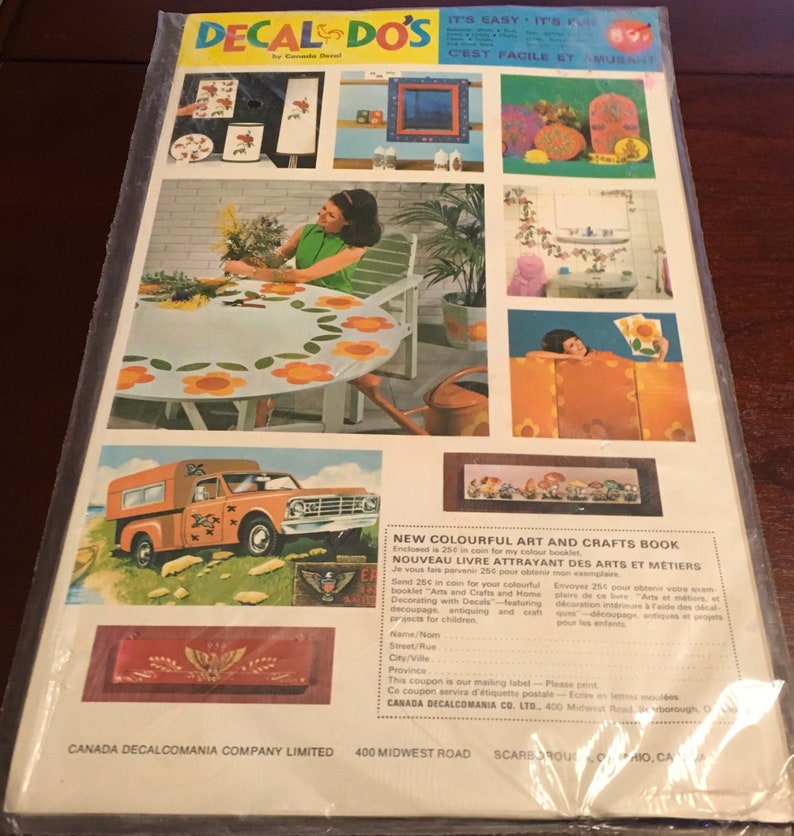 DECAL DO'S
by Canada Decal
IT'S EASY · IT'S FUN
89¢
C'EST FACILE ET AMUSANT
NEW COLOURFUL ART AND CRAFTS BOOK
Enclosed is 25¢ in coin for my colour booklet.
NOUVEAU LIVRE ATTRAYANT DES ARTS ET MÉTIERS
Je vous fais parvenir 25¢ pour obtenir mon exemplaire.
Send 25¢ in coin for your colourful
booklet "Arts and Crafts and Home
Decorating with Decals"—featuring
decoupage, antiquing and craft
projects for children.
Envoyez 25¢ pour obtenir votre exem-
plaire de ce livre: "Arts et métiers, et
décoration intérieure à l'aide des décal-
ques"—découpage, antiques et projets
pour les enfants.
Name/Nom
Street/Rue
City/Ville
Province
This coupon is our mailing label — Please print
Ce coupon servira d'étiquette postale — Ecrire en lettres moulées.
CANADA DECALCOMANIA CO. LTD., 400 Midwest Road, Scarborough,
CANADA DECALCOMANIA COMPANY LIMITED 400 MIDWEST ROAD SCARBOROUGH, ONTARIO, CANADA